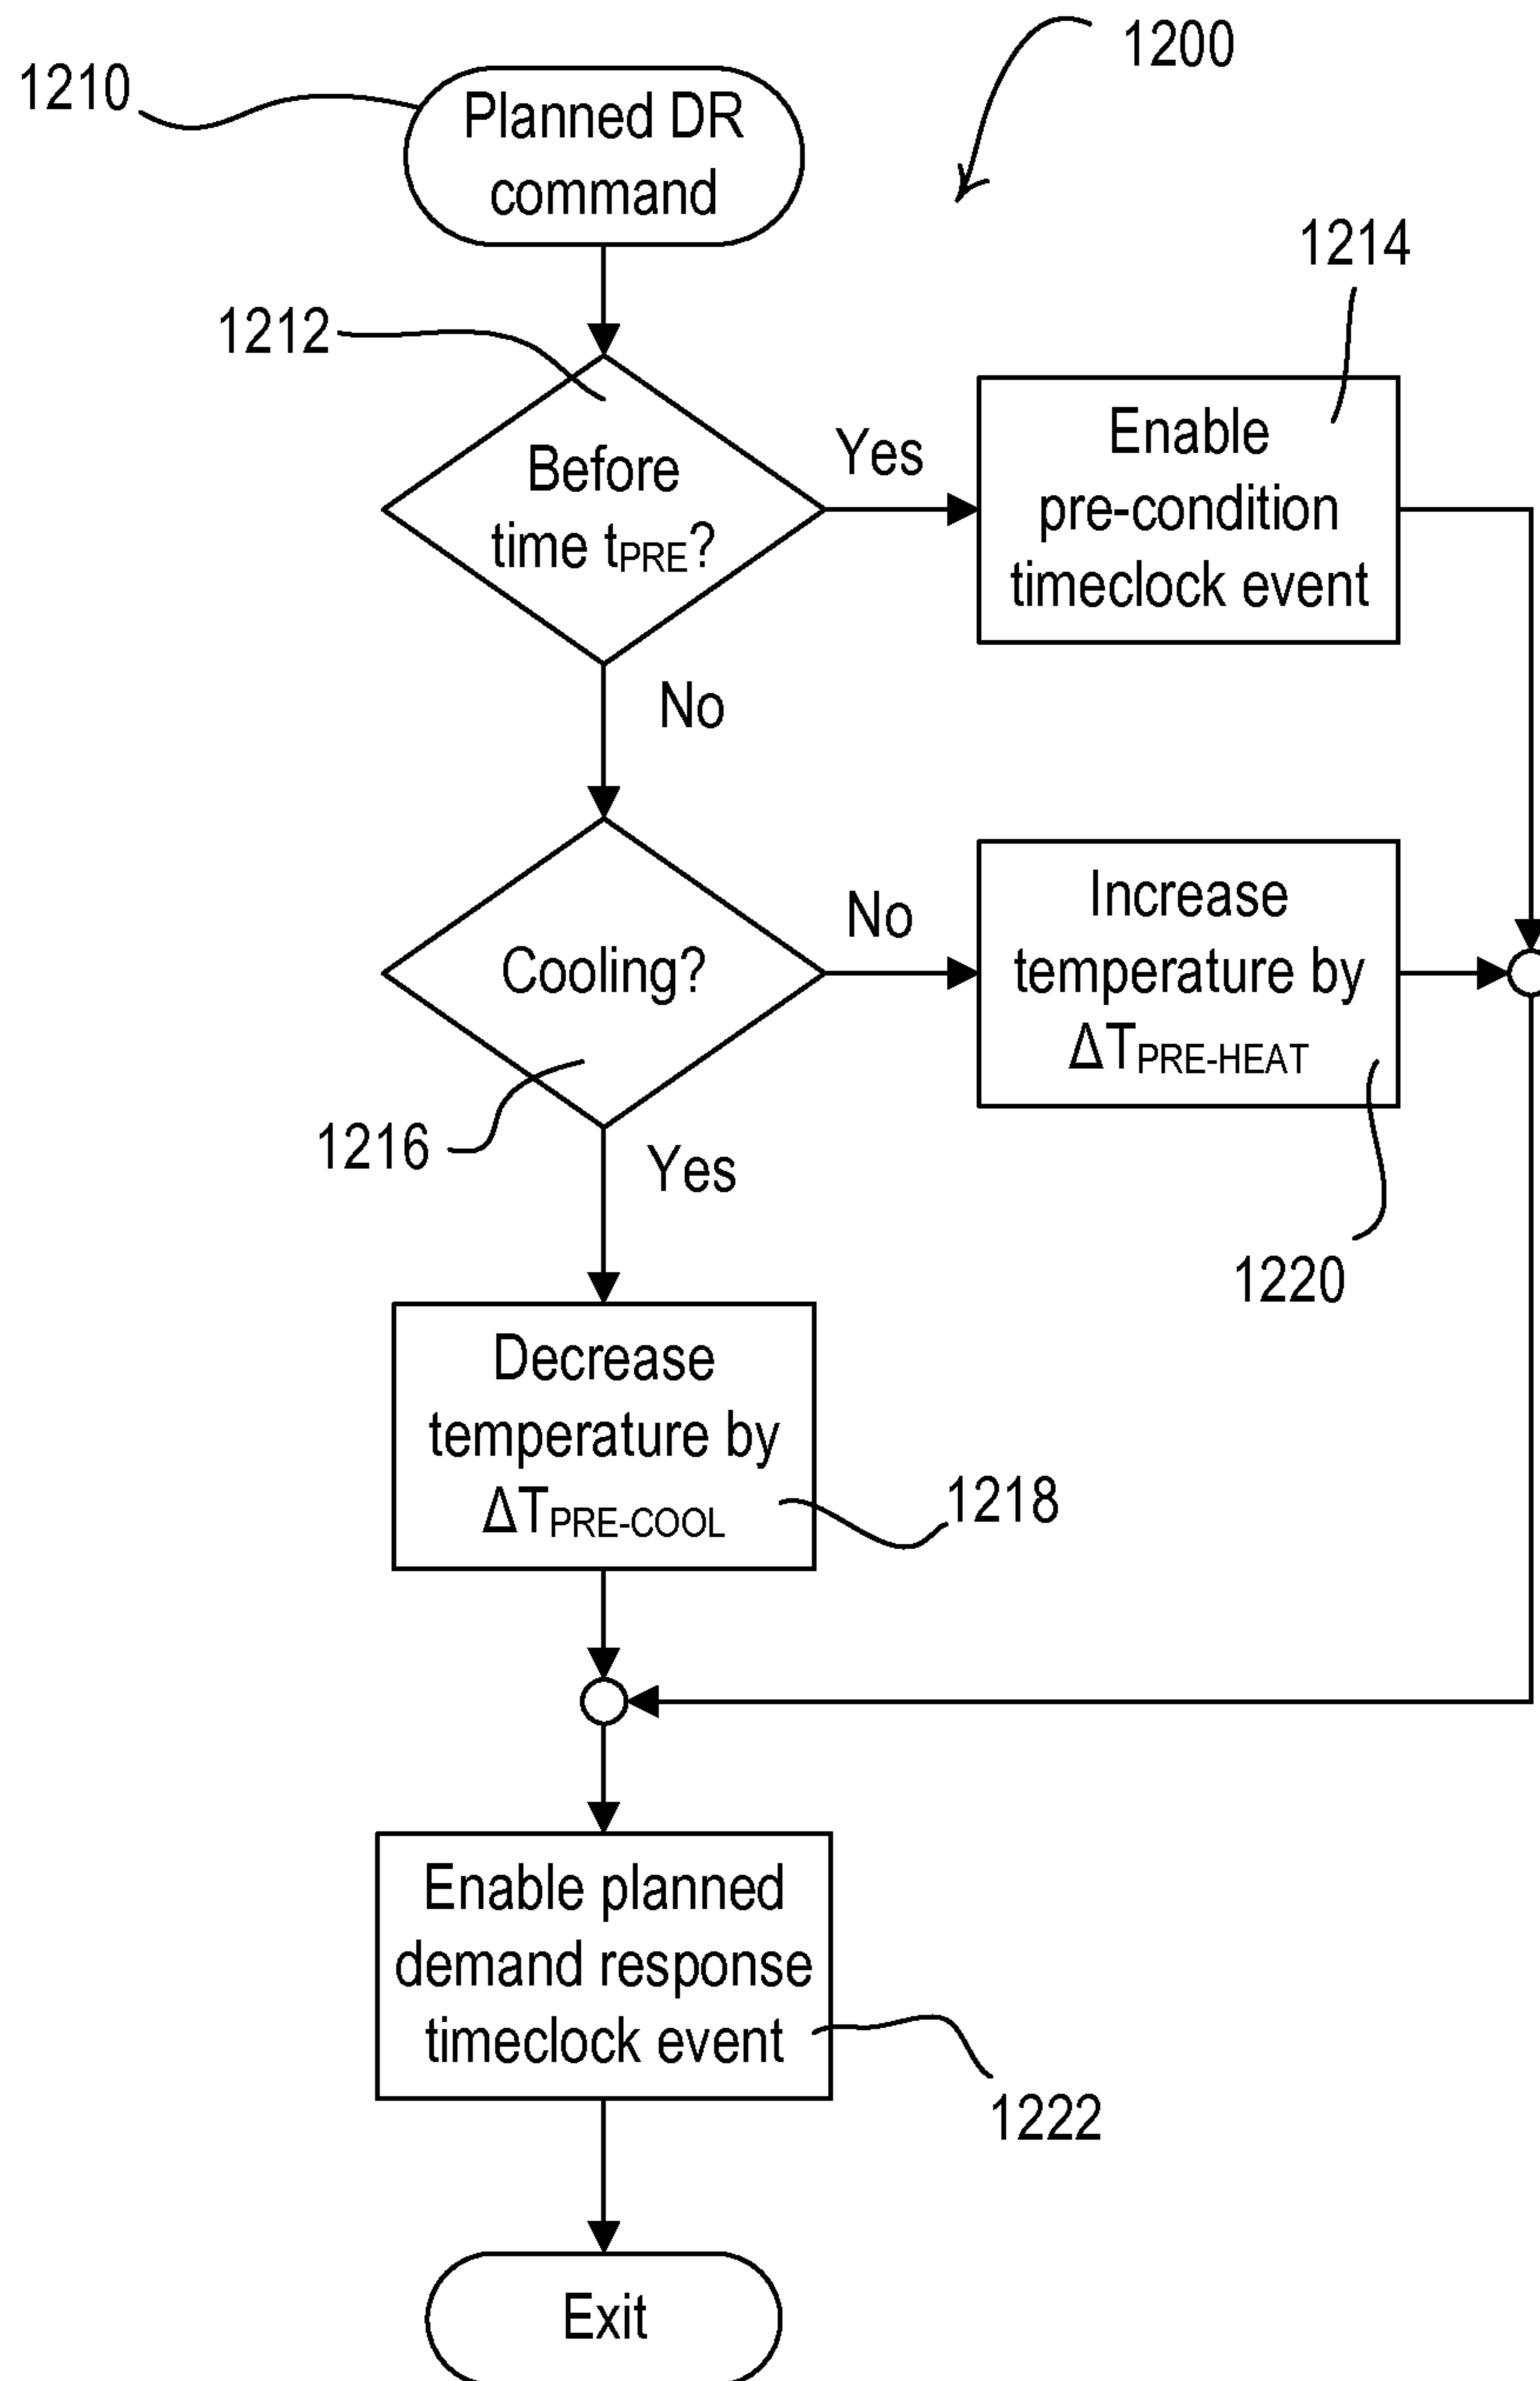 1200
1210
Planned DR
command
1214
1212
Before
time tPRE?
Yes
Enable
pre-condition
timeclock event
No
Cooling?
No
Increase
temperature by
ΔTPRE-HEAT
1216
Yes
1220
Decrease
temperature by
ΔTPRE-COOL
1218
Enable planned
demand response
timeclock event
1222
Exit